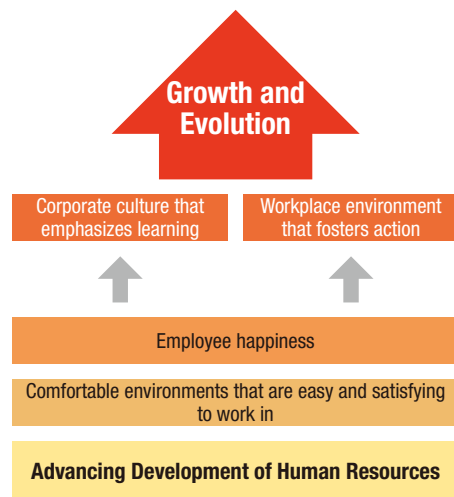 Growth and
Evolution
Corporate culture that
emphasizes learning
Workplace environment
that fosters action
Employee happiness
Comfortable environments that are easy and satisfying
to work in
Advancing Development of Human Resources